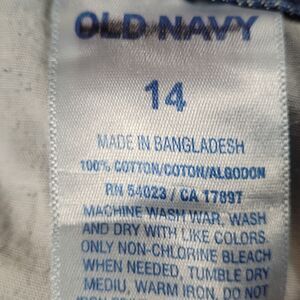 OLD NAVY
14
MADE IN BANGLADESH
100% COTTON/COTON/ALGODON
RN 54023 / CA 17897
MACHINE WASH WAR, WASH
AND DRY WITH LIKE COLORS.
ONLY NON-CHLORINE BLEACH
WHEN NEEDED, TUMBLE DRY
MEDIU, WARM IRON, DO NOT